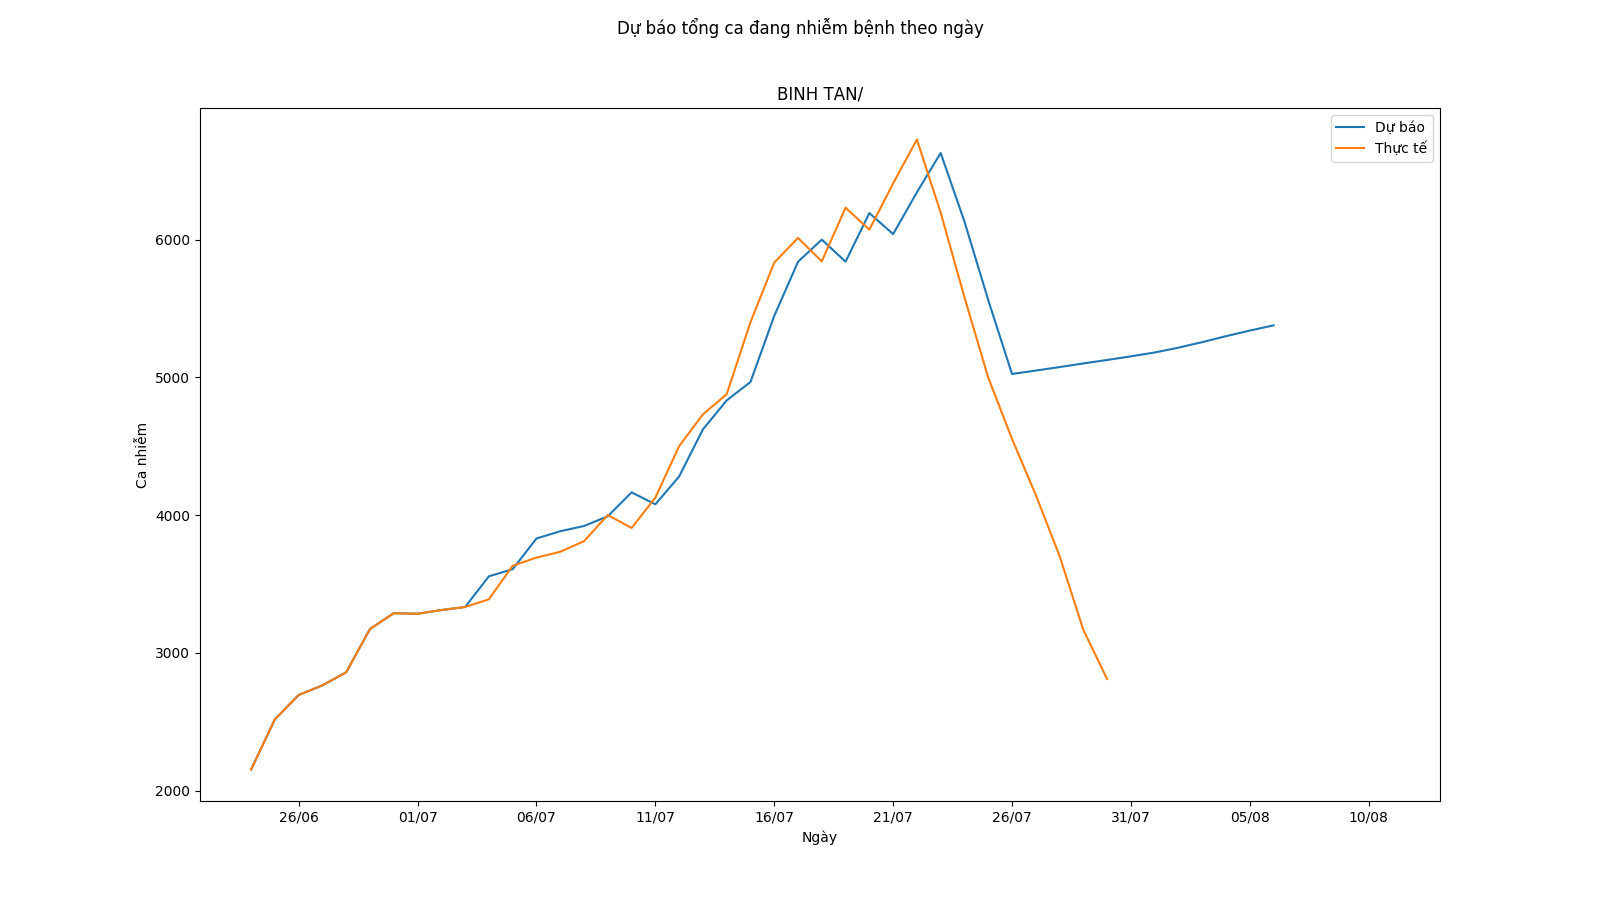 Dự báo tổng ca đang nhiễm bệnh theo ngày
BINH TAN/
Dự báo
Thực tế
6000
5000
4000
3000
2000
Ca nhiễm
26/06 01/07 06/07 11/07 16/07 21/07 26/07 31/07 05/08 10/08
Ngày